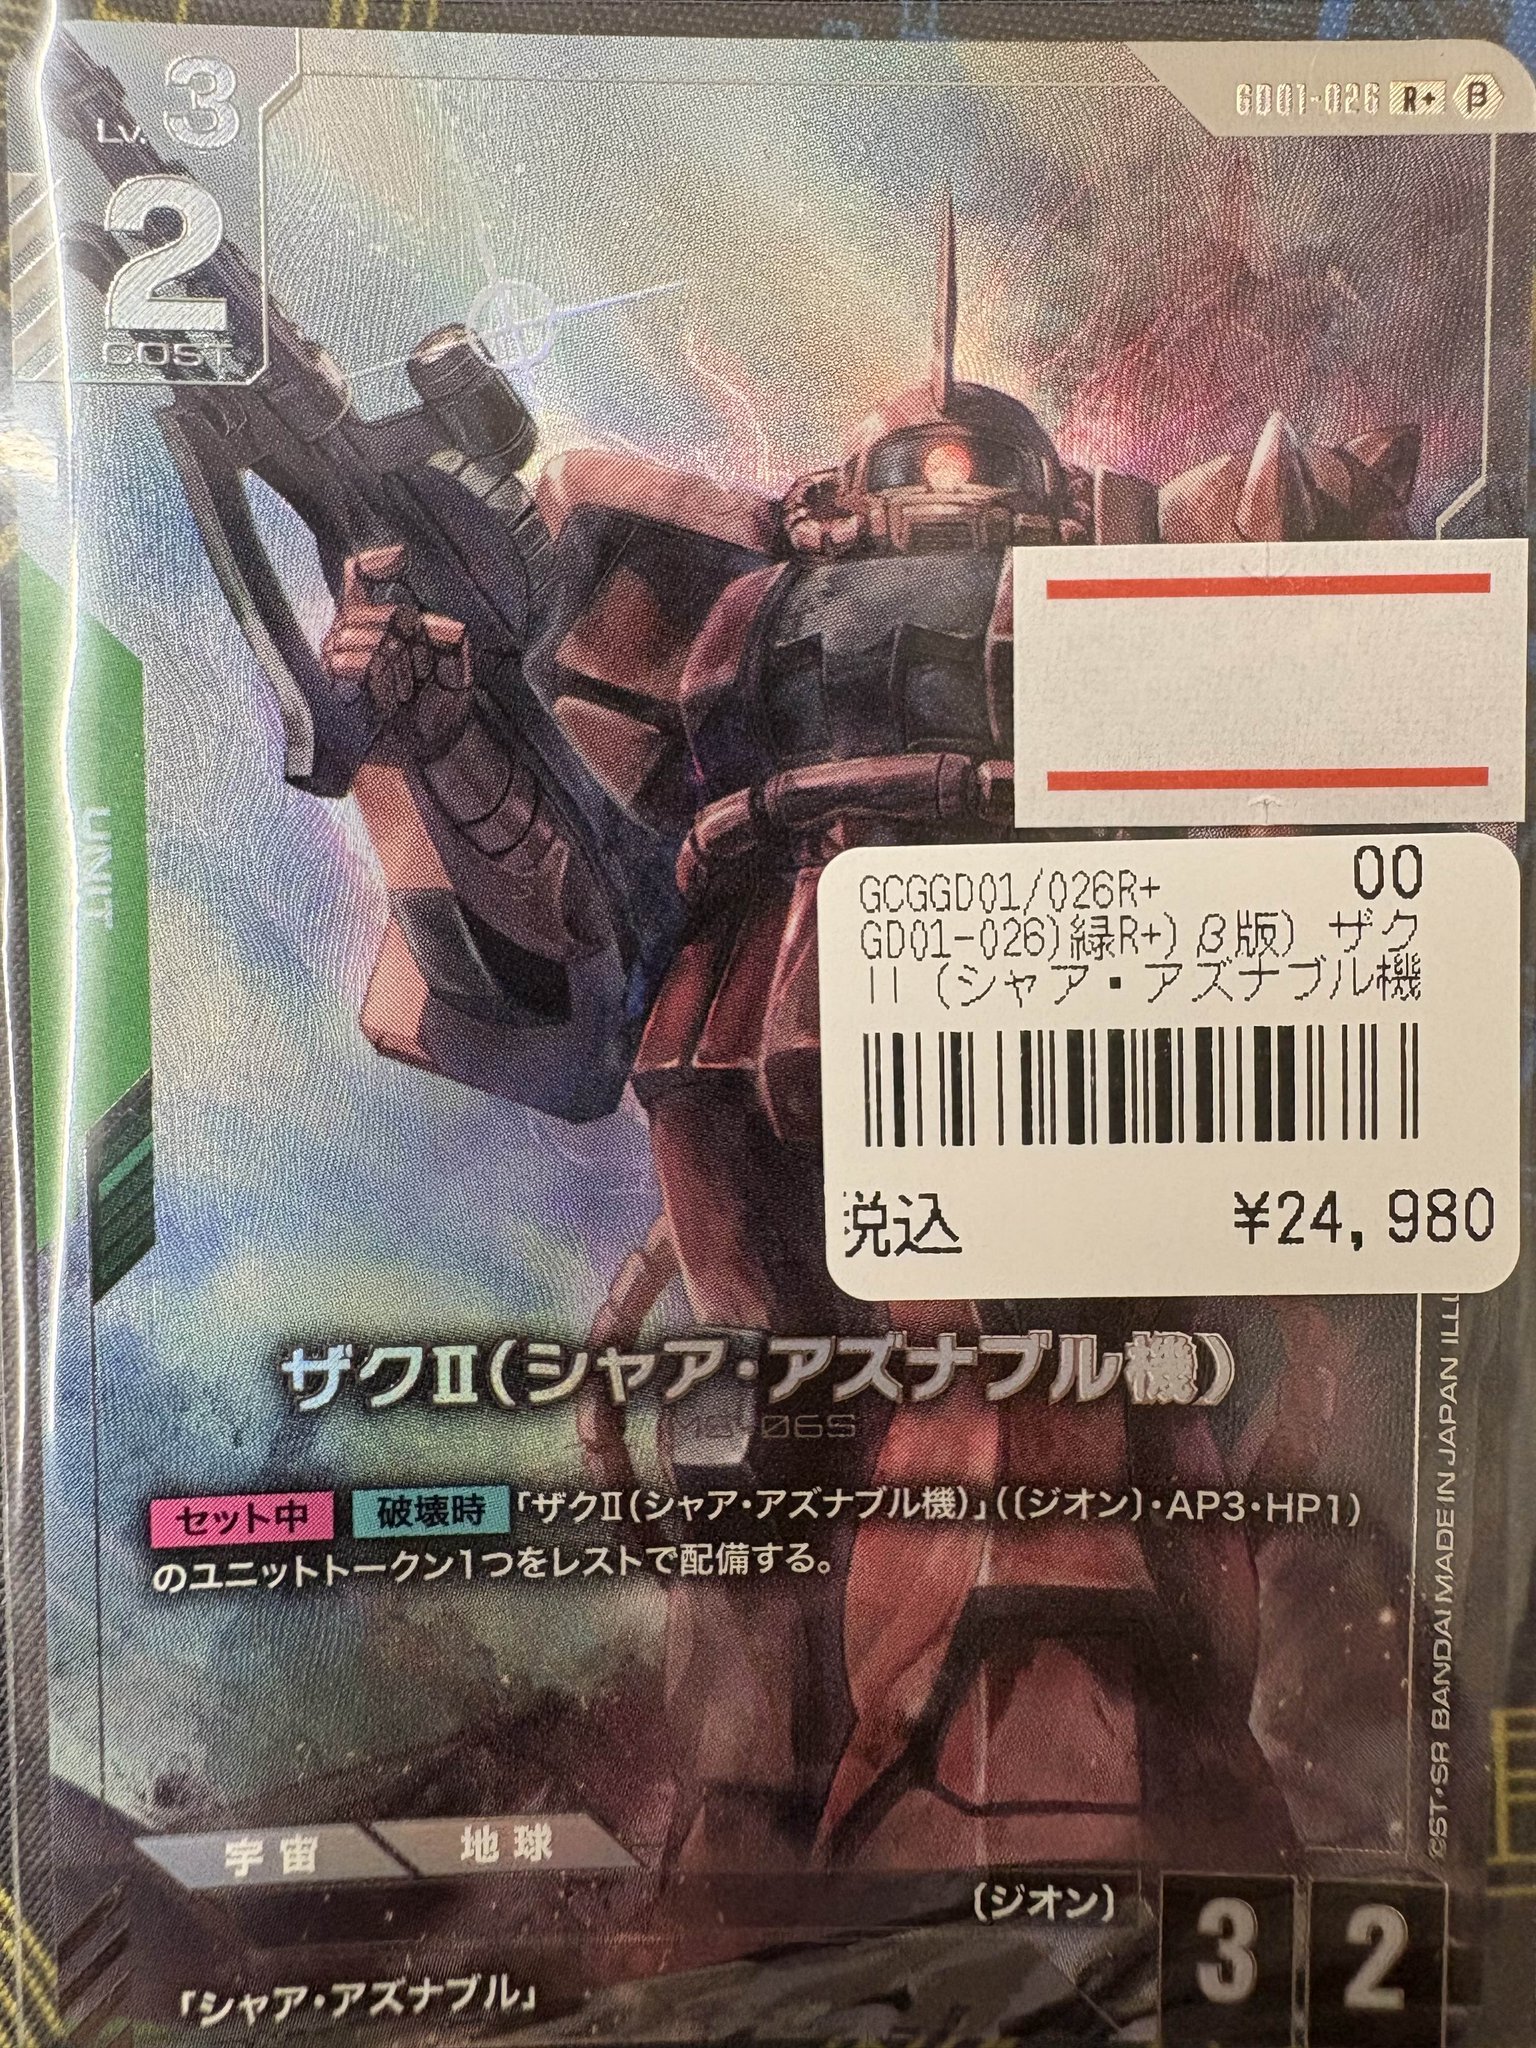 Lv. 3
GD01-026 R+ β
2
COST
UNIT
GCGGD01/026R+ 00
GD01-026)緑R+)β版) ザク
II (シャア・アズナブル機
税込 ¥24,980
ザクⅡ(シャア・アズナブル機)
MS-06S
セット中 破壊時 「ザクⅡ(シャア・アズナブル機)」(〔ジオン〕・AP3・HP1)
のユニットトークン1つをレストで配備する。
©ST・SR BANDAI MADE IN JAPAN
宇宙 地球
〔ジオン〕
3 2
「シャア・アズナブル」